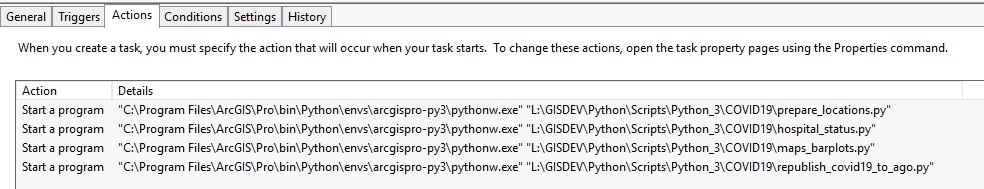 General Triggers Actions Conditions Settings History
When you create a task, you must specify the action that will occur when your task starts. To change these actions, open the task property pages using the Properties command.
Action Details
Start a program "C:\Program Files\ArcGIS\Pro\bin\Python\envs\arcgispro-py3\pythonw.exe" "L:\GISDEV\Python\Scripts\Python_3\COVID19\prepare_locations.py"
Start a program "C:\Program Files\ArcGIS\Pro\bin\Python\envs\arcgispro-py3\pythonw.exe" "L:\GISDEV\Python\Scripts\Python_3\COVID19\hospital_status.py"
Start a program "C:\Program Files\ArcGIS\Pro\bin\Python\envs\arcgispro-py3\pythonw.exe" "L:\GISDEV\Python\Scripts\Python_3\COVID19\maps_barplots.py"
Start a program "C:\Program Files\ArcGIS\Pro\bin\Python\envs\arcgispro-py3\pythonw.exe" "L:\GISDEV\Python\Scripts\Python_3\COVID19\republish_covid19_to_ago.py"